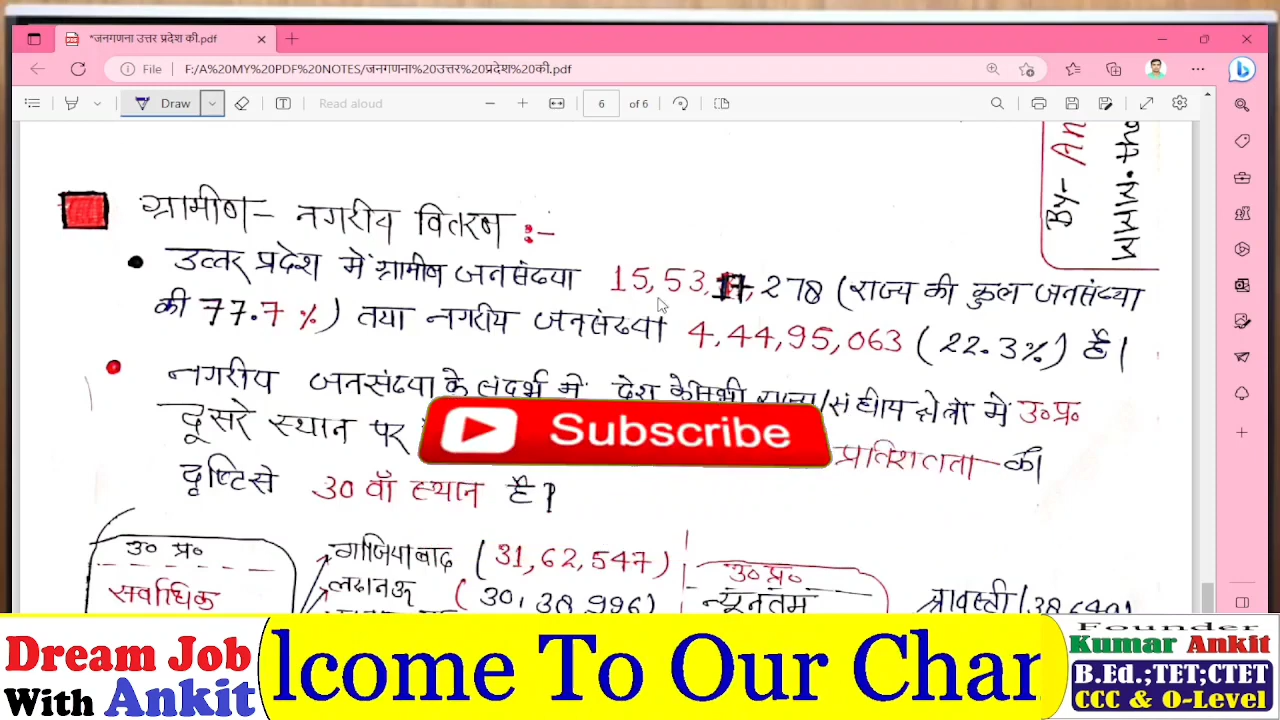 *जनगणना उत्तर प्रदेश की.pdf
File F:/A%20MY%20PDF%20NOTES/जनगणना%20उत्तर%20प्रदेश%20की.pdf
Draw Read aloud 6 of 6
By- An
www.tha
ग्रामीण- नगरीय वितरण :-
उत्तर प्रदेश में ग्रामीण जनसंख्या 15,53,17,278 (राज्य की कुल जनसंख्या
की 77.7 %) तथा नगरीय जनसंख्या 4,44,95,063 (22.3%) है।
नगरीय जनसंख्या के संदर्भ में देश के सभी राज्य/संघीय क्षेत्रों में उ०प्र०
दूसरे स्थान पर प्रतिशतता की
दृष्टि से 30 वाँ स्थान है।
Subscribe
उ० प्र०
सर्वाधिक
गाजियाबाद (31,62,547)
लखनऊ (30,38,996)
उ०प्र०
न्यूनतम
श्रावस्ती
Dream Job
With Ankit
lcome To Our Chan
Founder
Kumar Ankit
B.Ed.;TET;CTET
CCC & O-Level